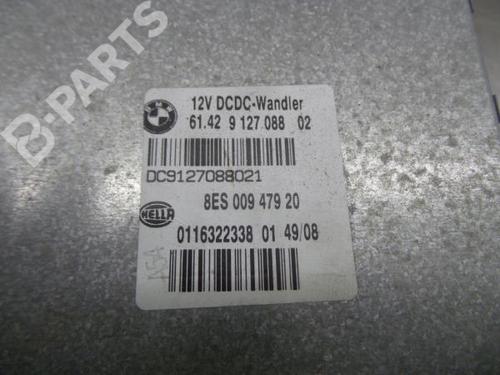 B-PARTS
BMW
12V DCDC-Wandler
61.42 9 127 088 02
DC9127088021
8ES 009 479 20
HELLA
0116322338 01 49/08